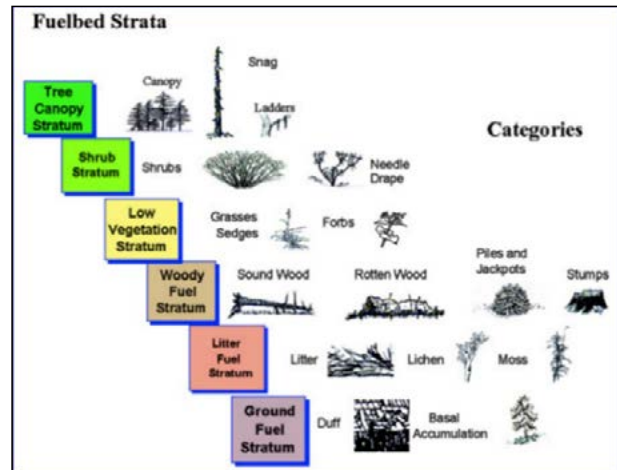 Fuelbed Strata
Snag
Canopy
Ladders
Tree
Canopy
Stratum
Categories
Shrub
Stratum
Shrubs
Needle
Drape
Low
Vegetation
Stratum
Grasses
Sedges
Forbs
Woody
Fuel
Stratum
Sound Wood
Rotten Wood
Piles and
Jackpots
Stumps
Litter
Fuel
Stratum
Litter
Lichen
Moss
Ground
Fuel
Stratum
Duff
Basal
Accumulation